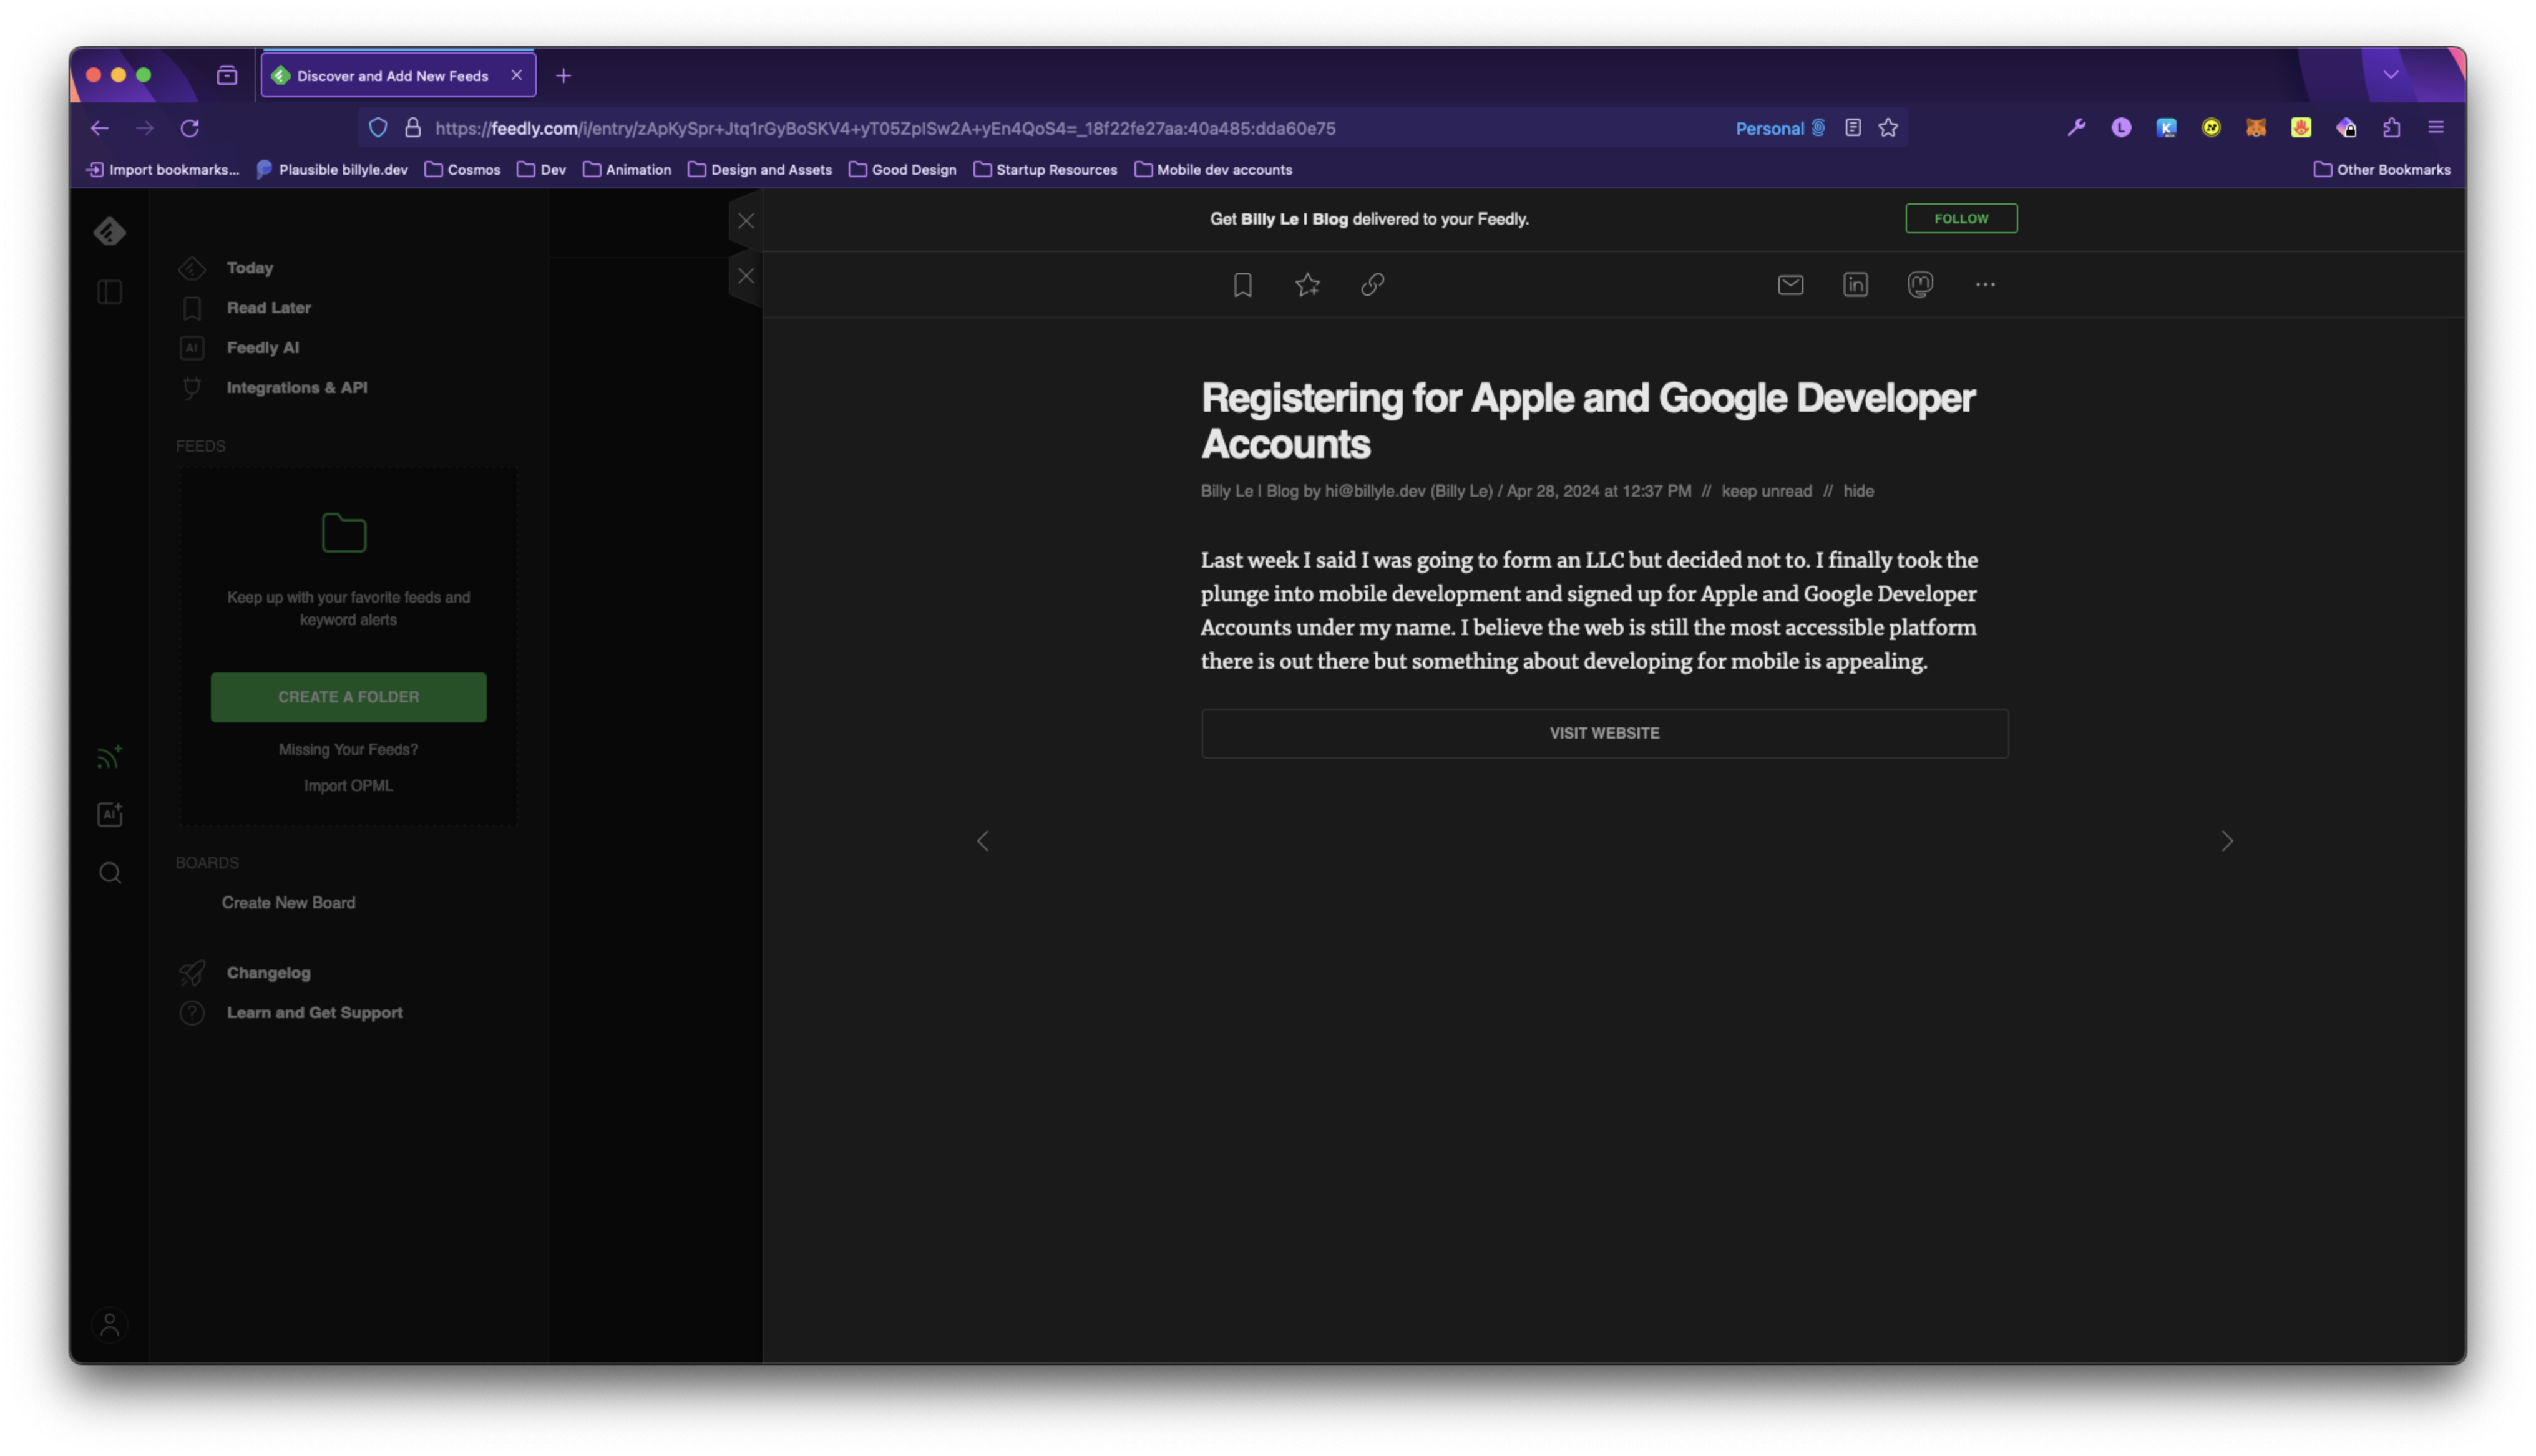 Discover and Add New Feeds
https://feedly.com/i/entry/zApKySpr+Jtq1rGyBoSKV4+yT05ZpISw2A+yEn4QoS4=_18f22fe27aa:40a485:dda60e75
Personal
L
K
Import bookmarks...
Plausible billyle.dev
Cosmos
Dev
Animation
Design and Assets
Good Design
Startup Resources
Mobile dev accounts
Other Bookmarks
Today
Read Later
AI
Feedly AI
Integrations & API
FEEDS
Keep up with your favorite feeds and
keyword alerts
CREATE A FOLDER
Missing Your Feeds?
Import OPML
AI
BOARDS
Create New Board
Changelog
Learn and Get Support
Get Billy Le | Blog delivered to your Feedly.
FOLLOW
in
Registering for Apple and Google Developer
Accounts
Billy Le | Blog by hi@billyle.dev (Billy Le) / Apr 28, 2024 at 12:37 PM // keep unread // hide
Last week I said I was going to form an LLC but decided not to. I finally took the
plunge into mobile development and signed up for Apple and Google Developer
Accounts under my name. I believe the web is still the most accessible platform
there is out there but something about developing for mobile is appealing.
VISIT WEBSITE